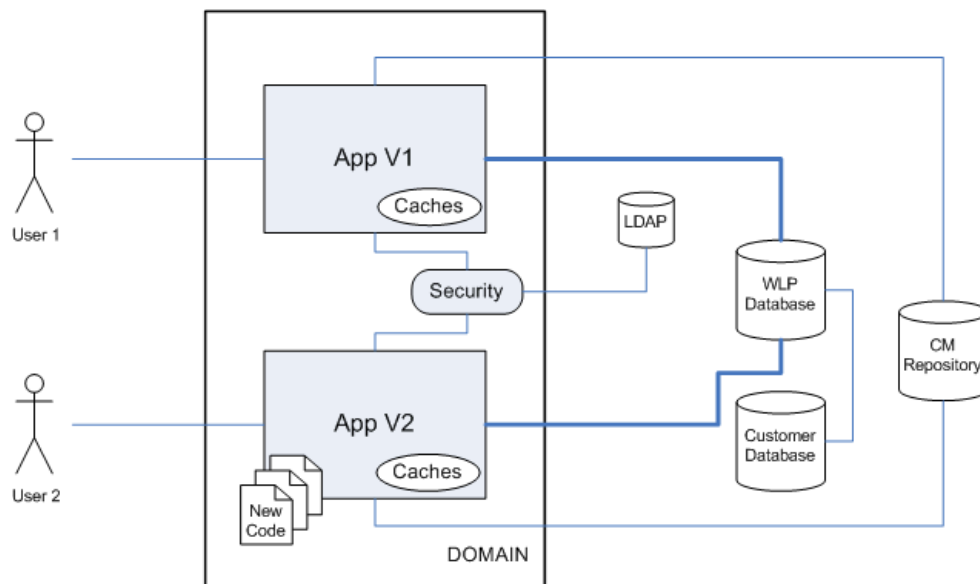 App V1
Caches
User 1
LDAP
Security
WLP
Database
CM
Repository
App V2
Caches
User 2
New
Code
Customer
Database
DOMAIN